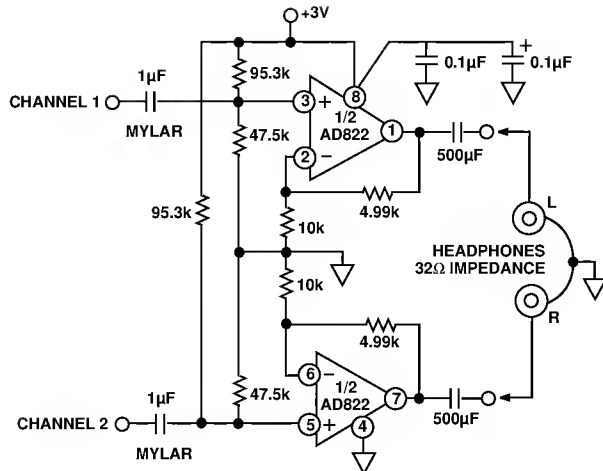 +3V
95.3k
1µF
CHANNEL 1
MYLAR
47.5k
3
+
8
1/2
AD822
1
2
−
0.1µF
+
0.1µF
500µF
95.3k
4.99k
10k
L
HEADPHONES
32Ω IMPEDANCE
10k
R
4.99k
6
−
1/2
AD822
7
47.5k
1µF
500µF
CHANNEL 2
5
+
4
MYLAR